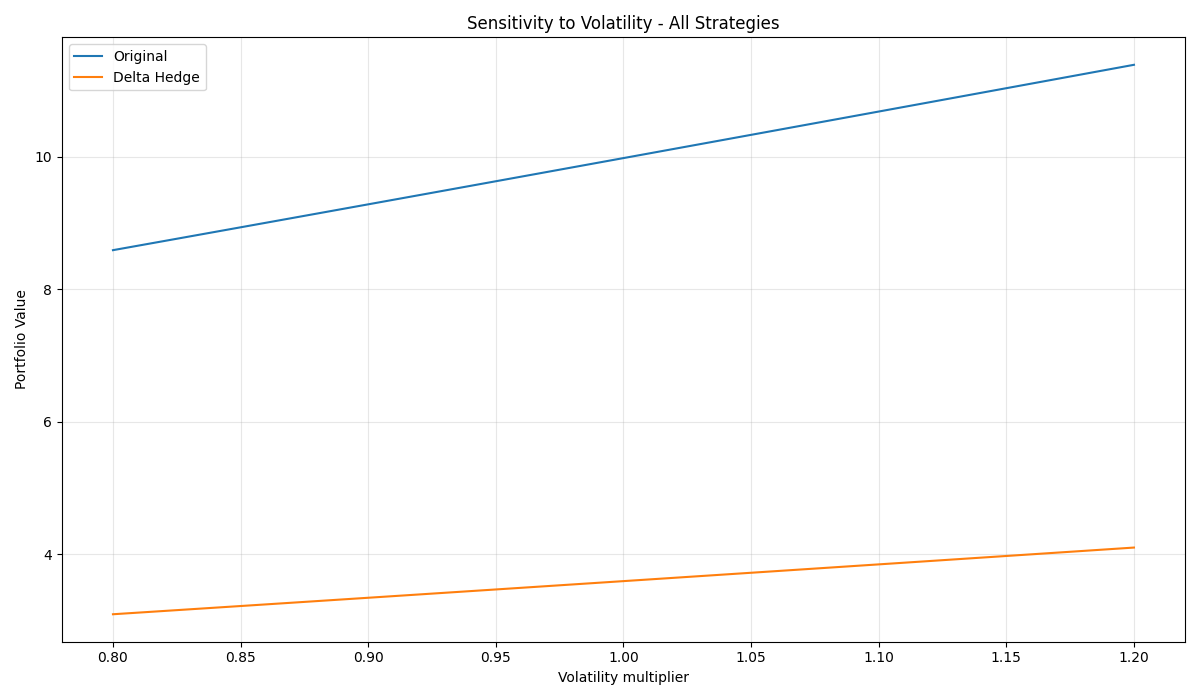 Sensitivity to Volatility - All Strategies
Original
Delta Hedge
Portfolio Value
10
8
6
4
0.80 0.85 0.90 0.95 1.00 1.05 1.10 1.15 1.20
Volatility multiplier